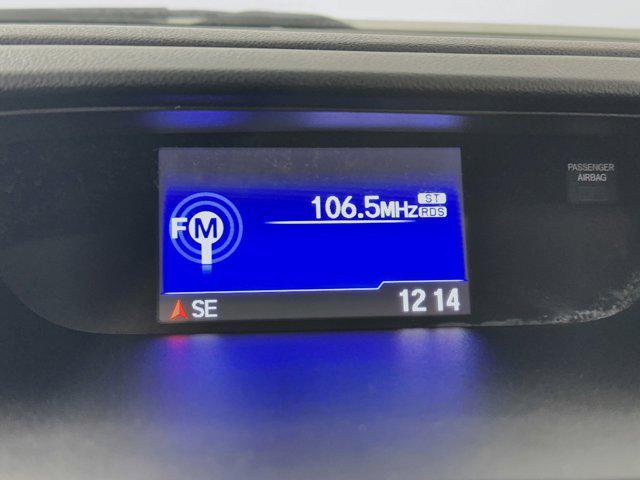 PASSENGER
AIRBAG
FM
106.5MHz
ST
RDS
SE
12 14